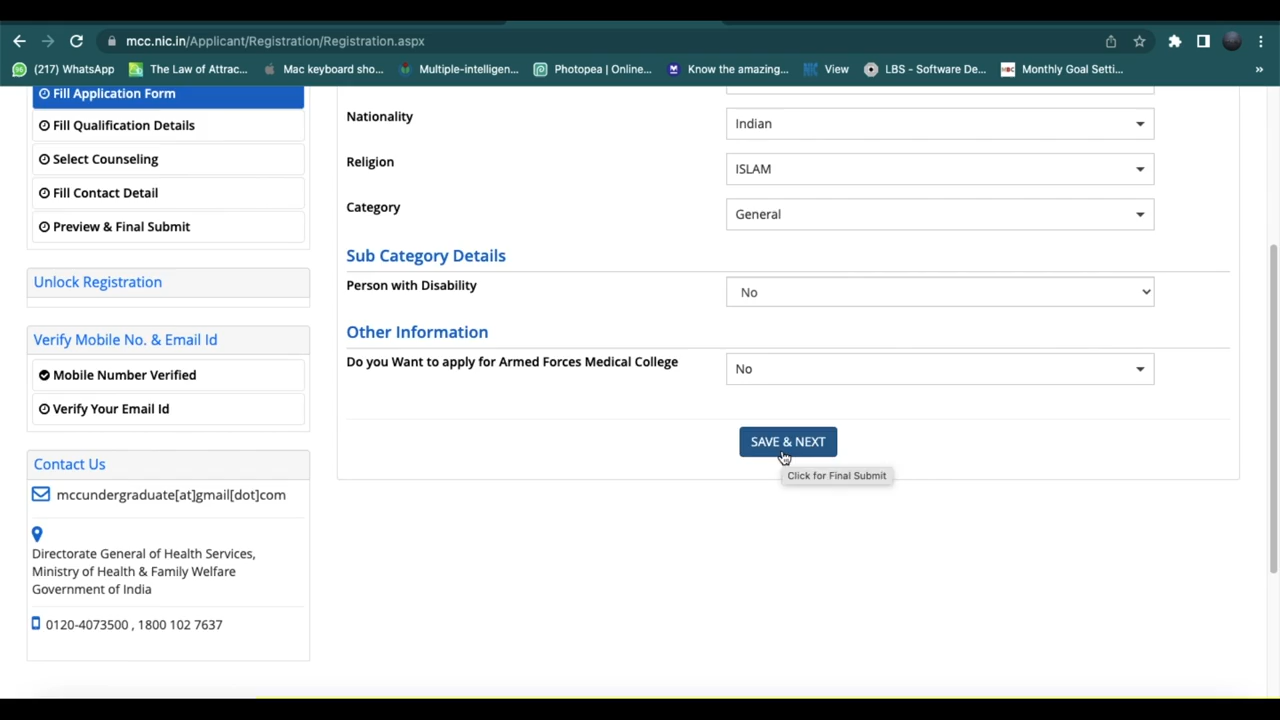 mcc.nic.in/Applicant/Registration/Registration.aspx
(217) WhatsApp
The Law of Attrac...
Mac keyboard sho...
Multiple-intelligen...
Photopea | Online...
Know the amazing...
View
LBS - Software De...
Monthly Goal Setti...
»
Fill Application Form
Fill Qualification Details
Select Counseling
Fill Contact Detail
Preview & Final Submit
Unlock Registration
Verify Mobile No. & Email Id
Mobile Number Verified
Verify Your Email Id
Contact Us
mccundergraduate[at]gmail[dot]com
Directorate General of Health Services,
Ministry of Health & Family Welfare
Government of India
0120-4073500 , 1800 102 7637
Nationality
Indian
Religion
ISLAM
Category
General
Sub Category Details
Person with Disability
No
Other Information
Do you Want to apply for Armed Forces Medical College
No
SAVE & NEXT
Click for Final Submit